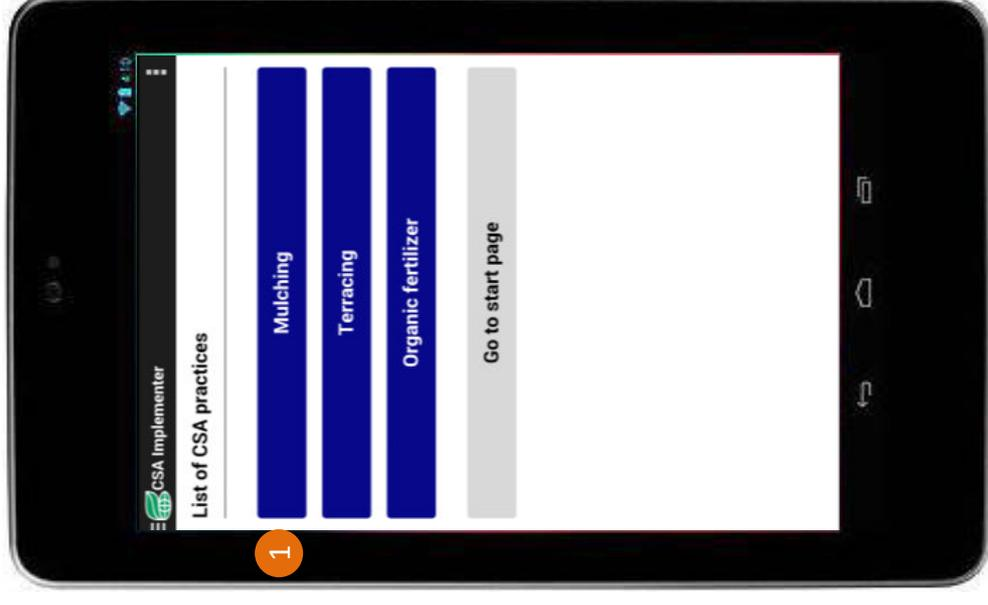 CSA Implementer
List of CSA practices
1
Mulching
Terracing
Organic fertilizer
Go to start page